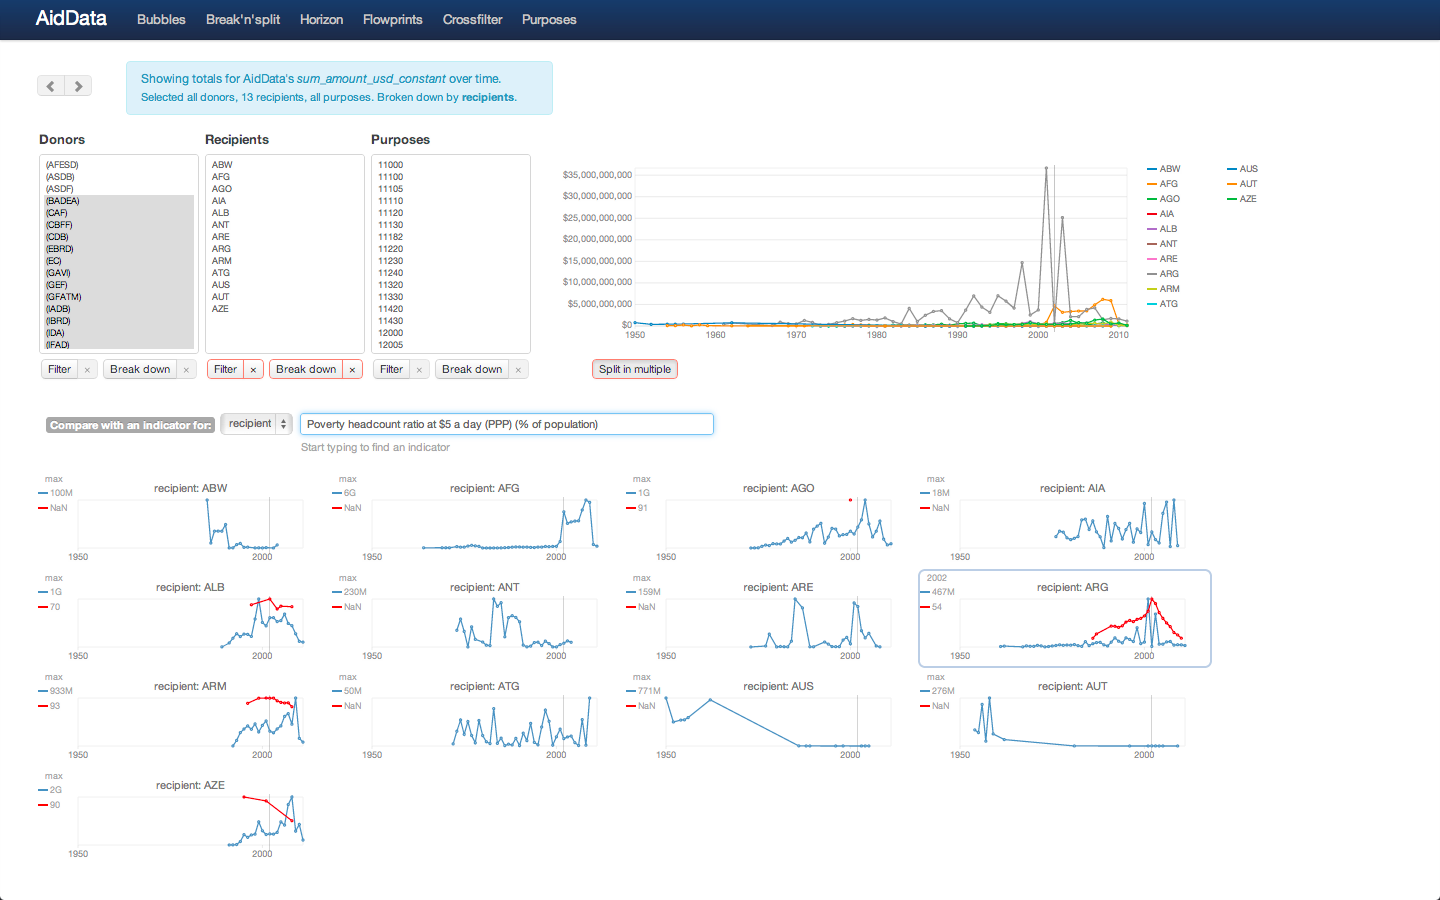 AidData Bubbles Break'n'split Horizon Flowprints Crossfilter Purposes
Showing totals for AidData's sum_amount_usd_constant over time.
Selected all donors, 13 recipients, all purposes. Broken down by recipients.
Donors
(AFESD)
(ASDB)
(ASDF)
(BADEA)
(CAF)
(CBFF)
(CDB)
(EBRD)
(EC)
(GAVI)
(GEF)
(GFATM)
(IADB)
(IBRD)
(IDA)
(IFAD)
Filter × Break down ×
Recipients
ABW
AFG
AGO
AIA
ALB
ANT
ARE
ARG
ARM
ATG
AUS
AUT
AZE
Filter × Break down ×
Purposes
11000
11100
11105
11110
11120
11130
11182
11220
11230
11240
11320
11330
11420
11430
12000
12005
Filter × Break down ×
$35,000,000,000
$30,000,000,000
$25,000,000,000
$20,000,000,000
$15,000,000,000
$10,000,000,000
$5,000,000,000
$0
1950 1960 1970 1980 1990 2000 2010
ABW
AFG
AGO
AIA
ALB
ANT
ARE
ARG
ARM
ATG
AUS
AUT
AZE
Split in multiple
Compare with an indicator for: recipient Poverty headcount ratio at $5 a day (PPP) (% of population)
Start typing to find an indicator
max
100M
NaN
recipient: ABW
1950 2000
max
6G
NaN
recipient: AFG
1950 2000
max
1G
91
recipient: AGO
1950 2000
max
18M
NaN
recipient: AIA
1950 2000
max
1G
70
recipient: ALB
1950 2000
max
230M
NaN
recipient: ANT
1950 2000
max
159M
NaN
recipient: ARE
1950 2000
2002
467M
54
recipient: ARG
1950 2000
max
933M
93
recipient: ARM
1950 2000
max
50M
NaN
recipient: ATG
1950 2000
max
771M
NaN
recipient: AUS
1950 2000
max
276M
NaN
recipient: AUT
1950 2000
max
2G
90
recipient: AZE
1950 2000